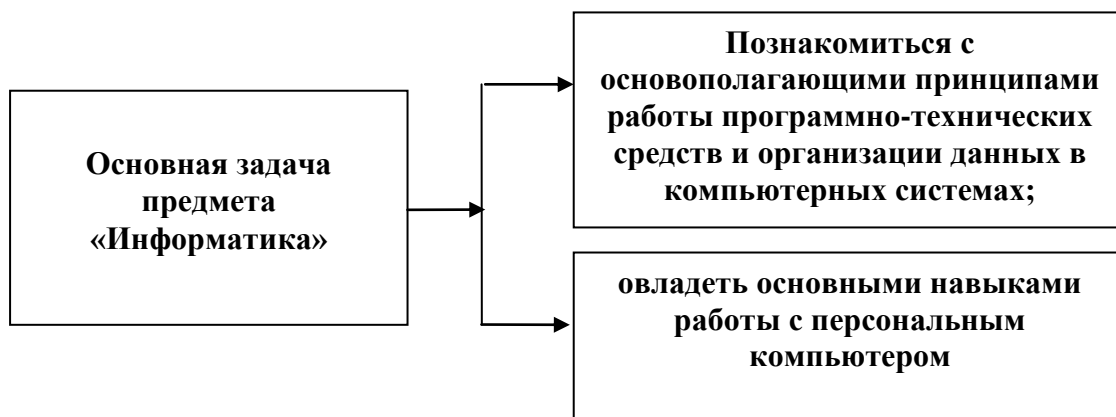 Основная задача
предмета
«Информатика»
Познакомиться с
основополагающими принципами
работы программно-технических
средств и организации данных в
компьютерных системах;
овладеть основными навыками
работы с персональным
компьютером